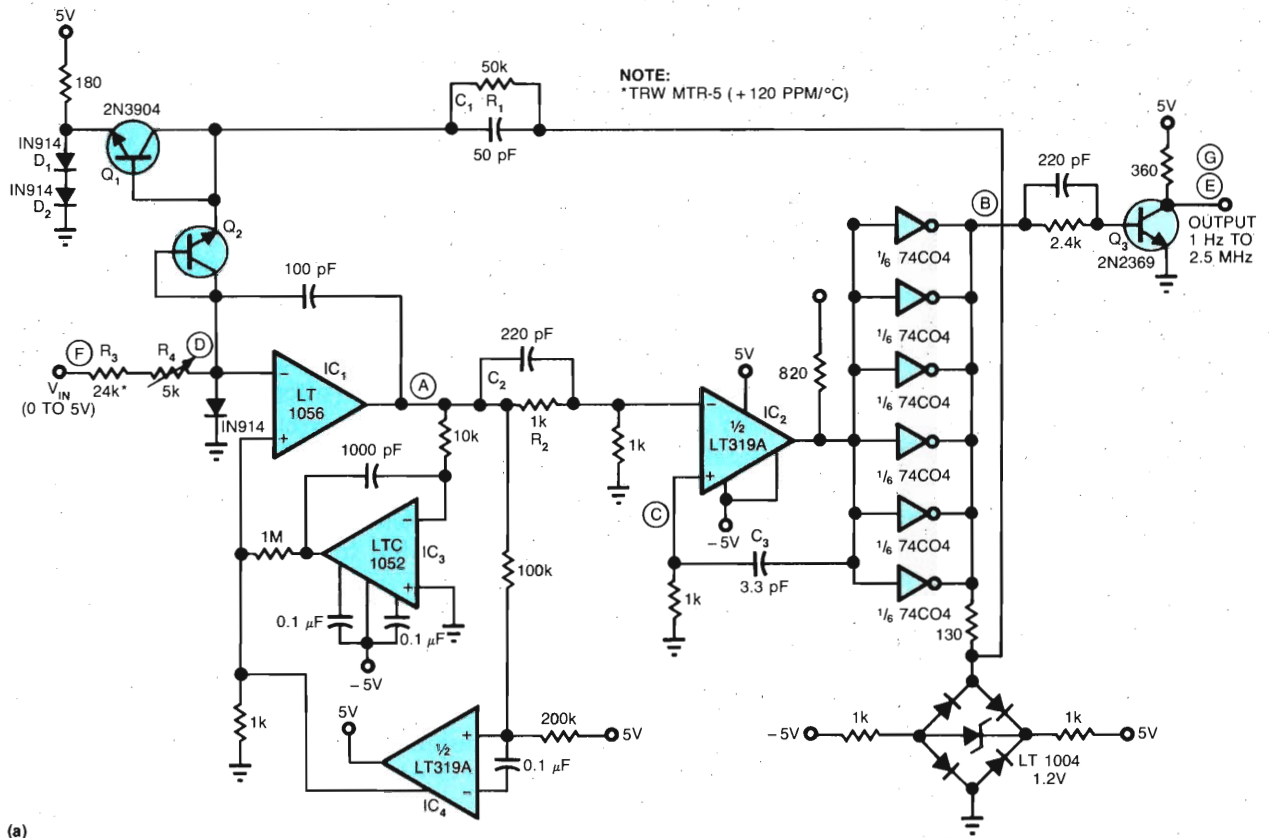 5V
180
2N3904
IN914
D1
IN914
D2
Q1
Q2
50k
C1 R1
50 pF
NOTE:
*TRW MTR-5 (+120 PPM/°C)
100 pF
F R3 R4 D
VIN 24k* 5k
(0 TO 5V)
IN914
IC1
LT
1056
A
220 pF
C2
1k
R2
10k
1000 pF
1k
1M
LTC
1052
IC3
0.1 µF
0.1 µF
-5V
1k
100k
5V
½
LT319A
IC4
200k
5V
0.1 µF
5V
IC2
½
LT319A
-5V
820
C
C3
3.3 pF
1k
1/6 74CO4
1/6 74CO4
1/6 74CO4
1/6 74CO4
1/6 74CO4
1/6 74CO4
B
220 pF
2.4k
5V
360
Q3
2N2369
G
E
OUTPUT
1 Hz TO
2.5 MHz
130
-5V
1k
1k
5V
LT 1004
1.2V
(a)